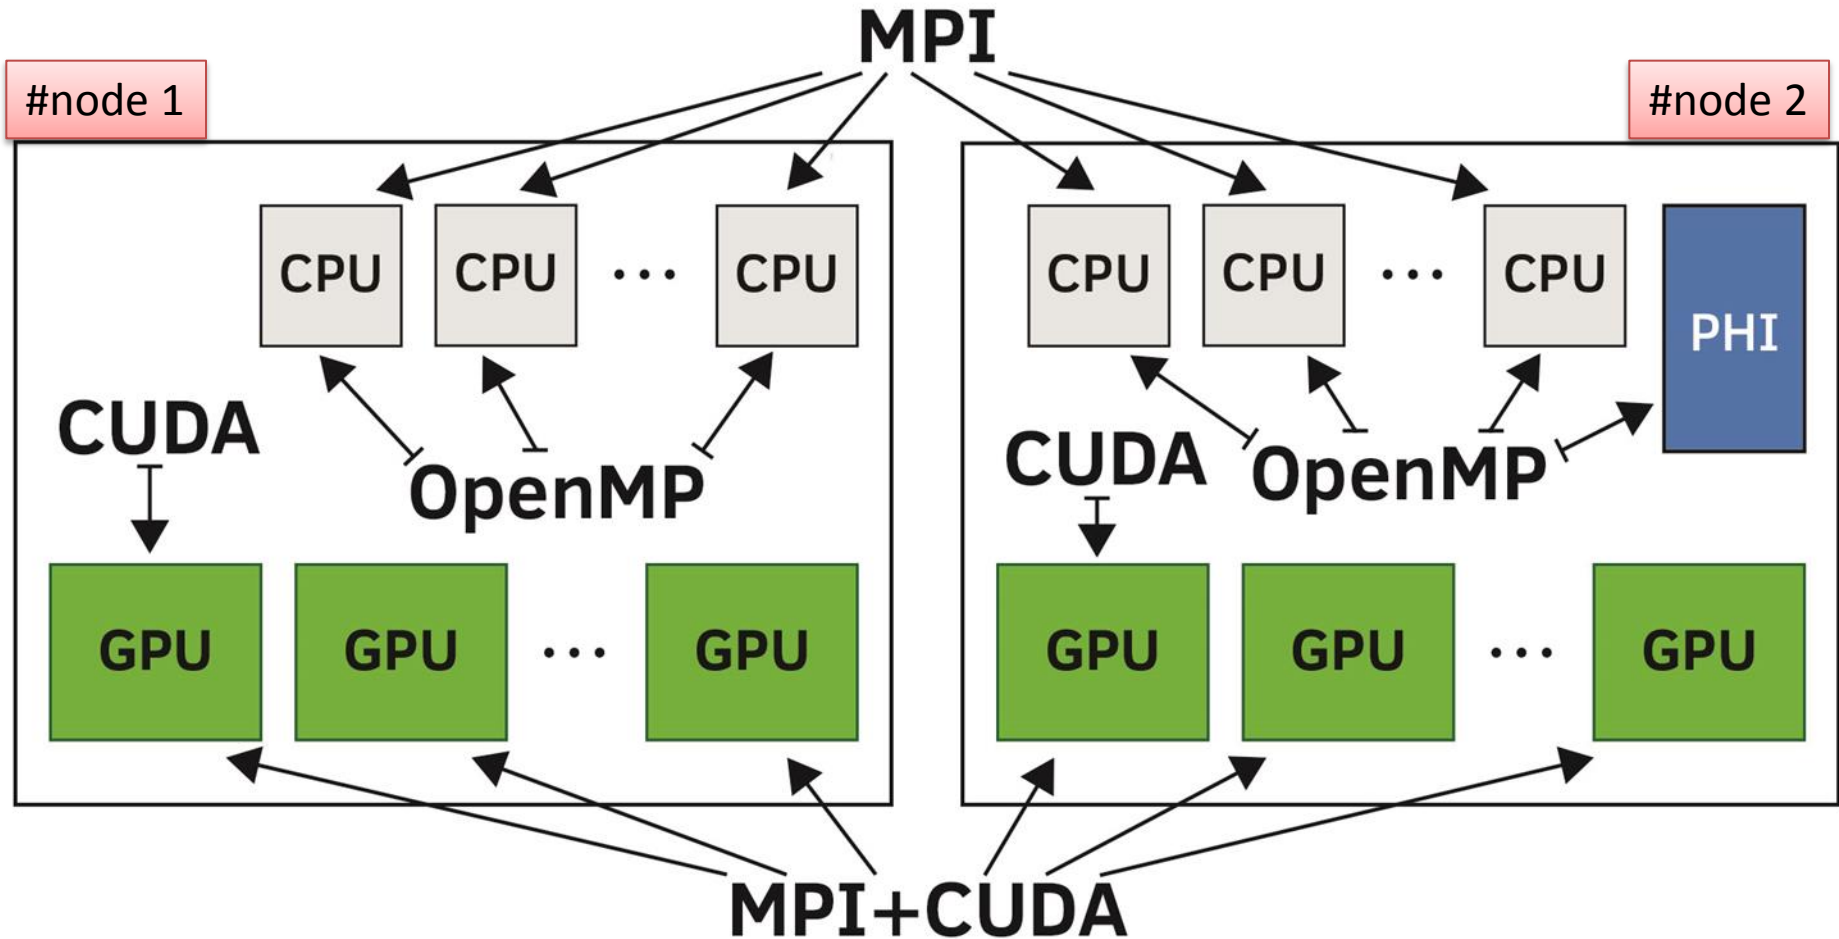 MPI
#node 1
#node 2
CPU CPU ... CPU
CPU CPU ... CPU
PHI
CUDA
OpenMP
CUDA
OpenMP
GPU GPU ... GPU
GPU GPU ... GPU
MPI+CUDA